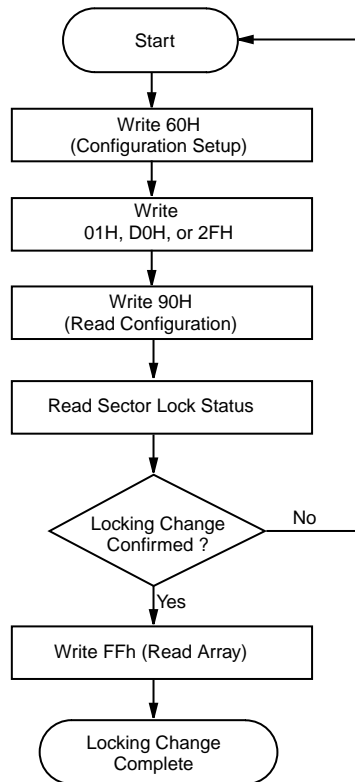 Start
Write 60H
(Configuration Setup)
Write
01H, D0H, or 2FH
Write 90H
(Read Configuration)
Read Sector Lock Status
Locking Change
Confirmed ?
No
Yes
Write FFh (Read Array)
Locking Change
Complete